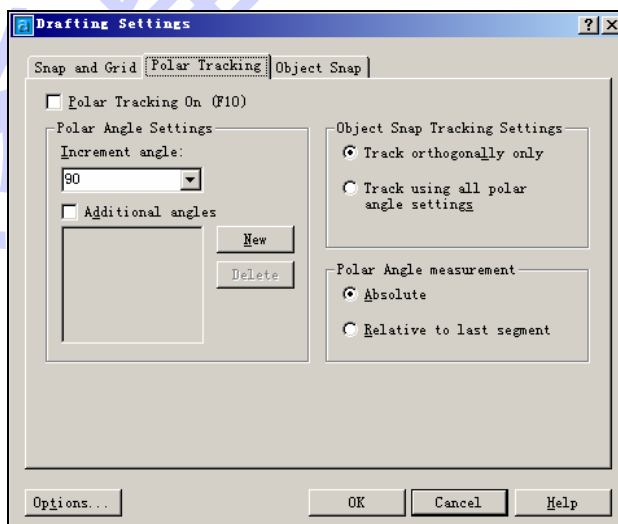 Drafting Settings
Snap and Grid
Polar Tracking
Object Snap
Polar Tracking On (F10)
Polar Angle Settings
Increment angle:
90
Additional angles
New
Delete
Object Snap Tracking Settings
Track orthogonally only
Track using all polar
angle settings
Polar Angle measurement
Absolute
Relative to last segment
Options...
OK
Cancel
Help